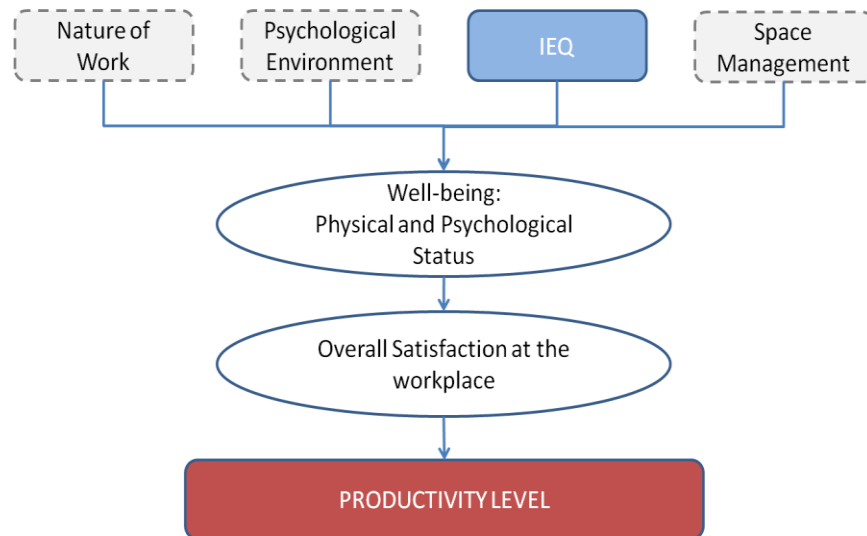 Nature of
Work
Psychological
Environment
IEQ
Space
Management
Well-being:
Physical and Psychological
Status
Overall Satisfaction at the
workplace
PRODUCTIVITY LEVEL